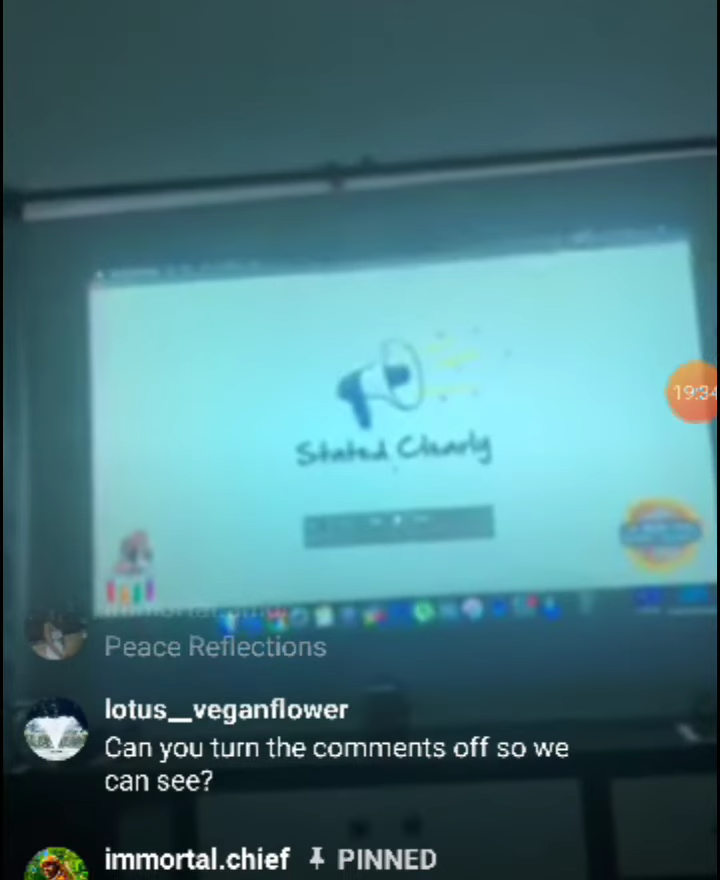 Stated Clearly
19:34
Peace Reflections
lotus__veganflower
Can you turn the comments off so we
can see?
immortal.chief PINNED